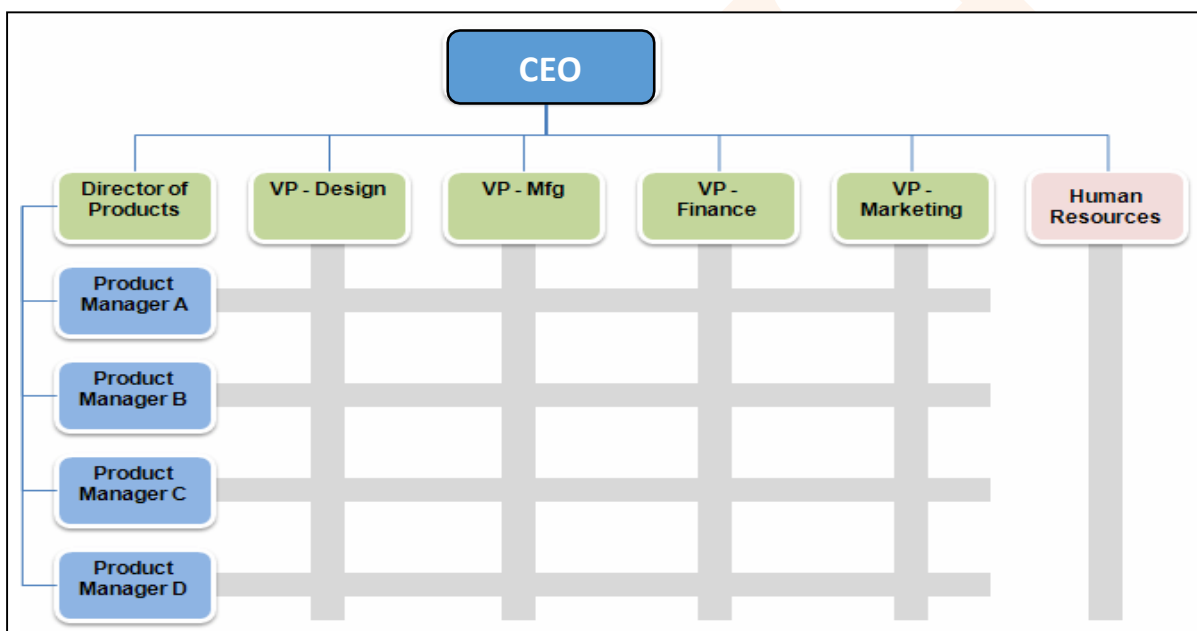 CEO
Director of
Products
VP - Design
VP - Mfg
VP -
Finance
VP -
Marketing
Human
Resources
Product
Manager A
Product
Manager B
Product
Manager C
Product
Manager D